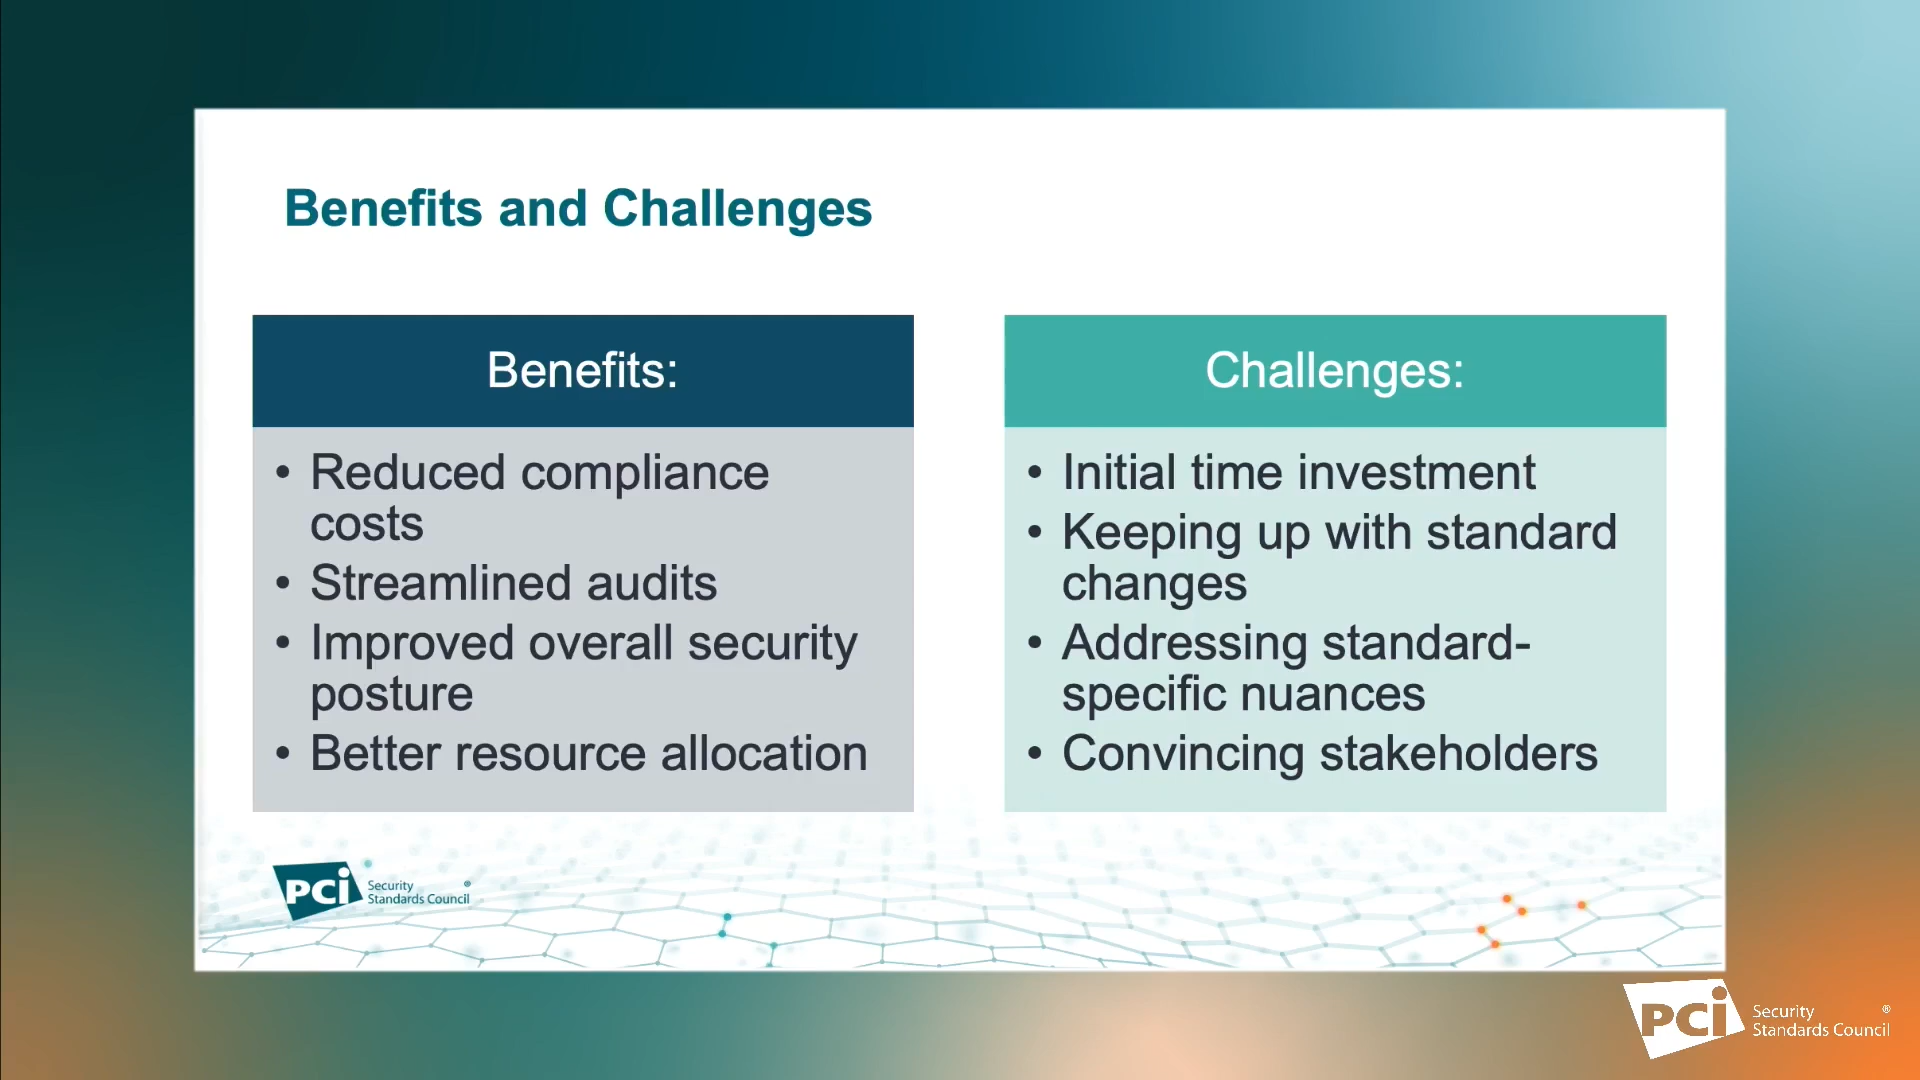 Benefits and Challenges
Benefits:
• Reduced compliance
costs
• Streamlined audits
• Improved overall security
posture
• Better resource allocation
Challenges:
• Initial time investment
• Keeping up with standard
changes
• Addressing standard-
specific nuances
• Convincing stakeholders
PCi Security ®
Standards Council
PCi Security ®
Standards Council